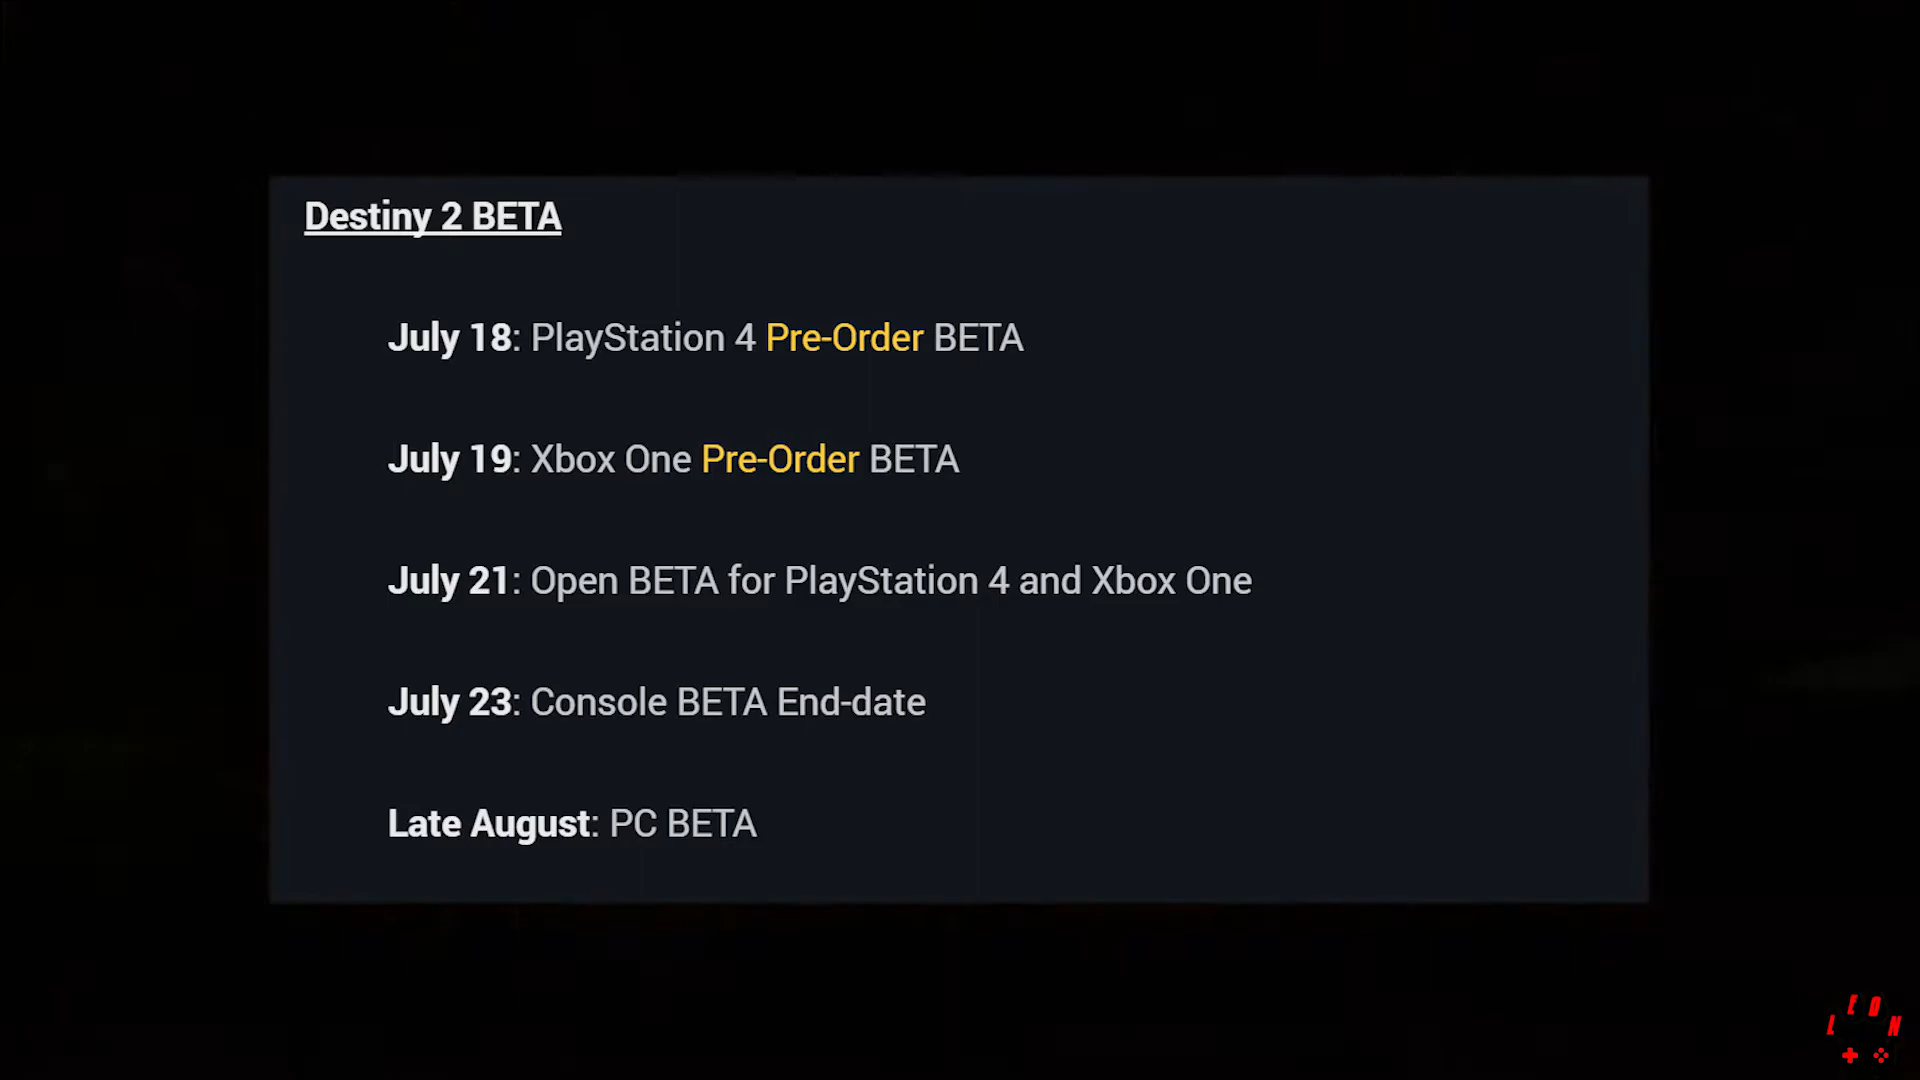 Destiny 2 BETA
July 18: PlayStation 4 Pre-Order BETA
July 19: Xbox One Pre-Order BETA
July 21: Open BETA for PlayStation 4 and Xbox One
July 23: Console BETA End-date
Late August: PC BETA
LEON